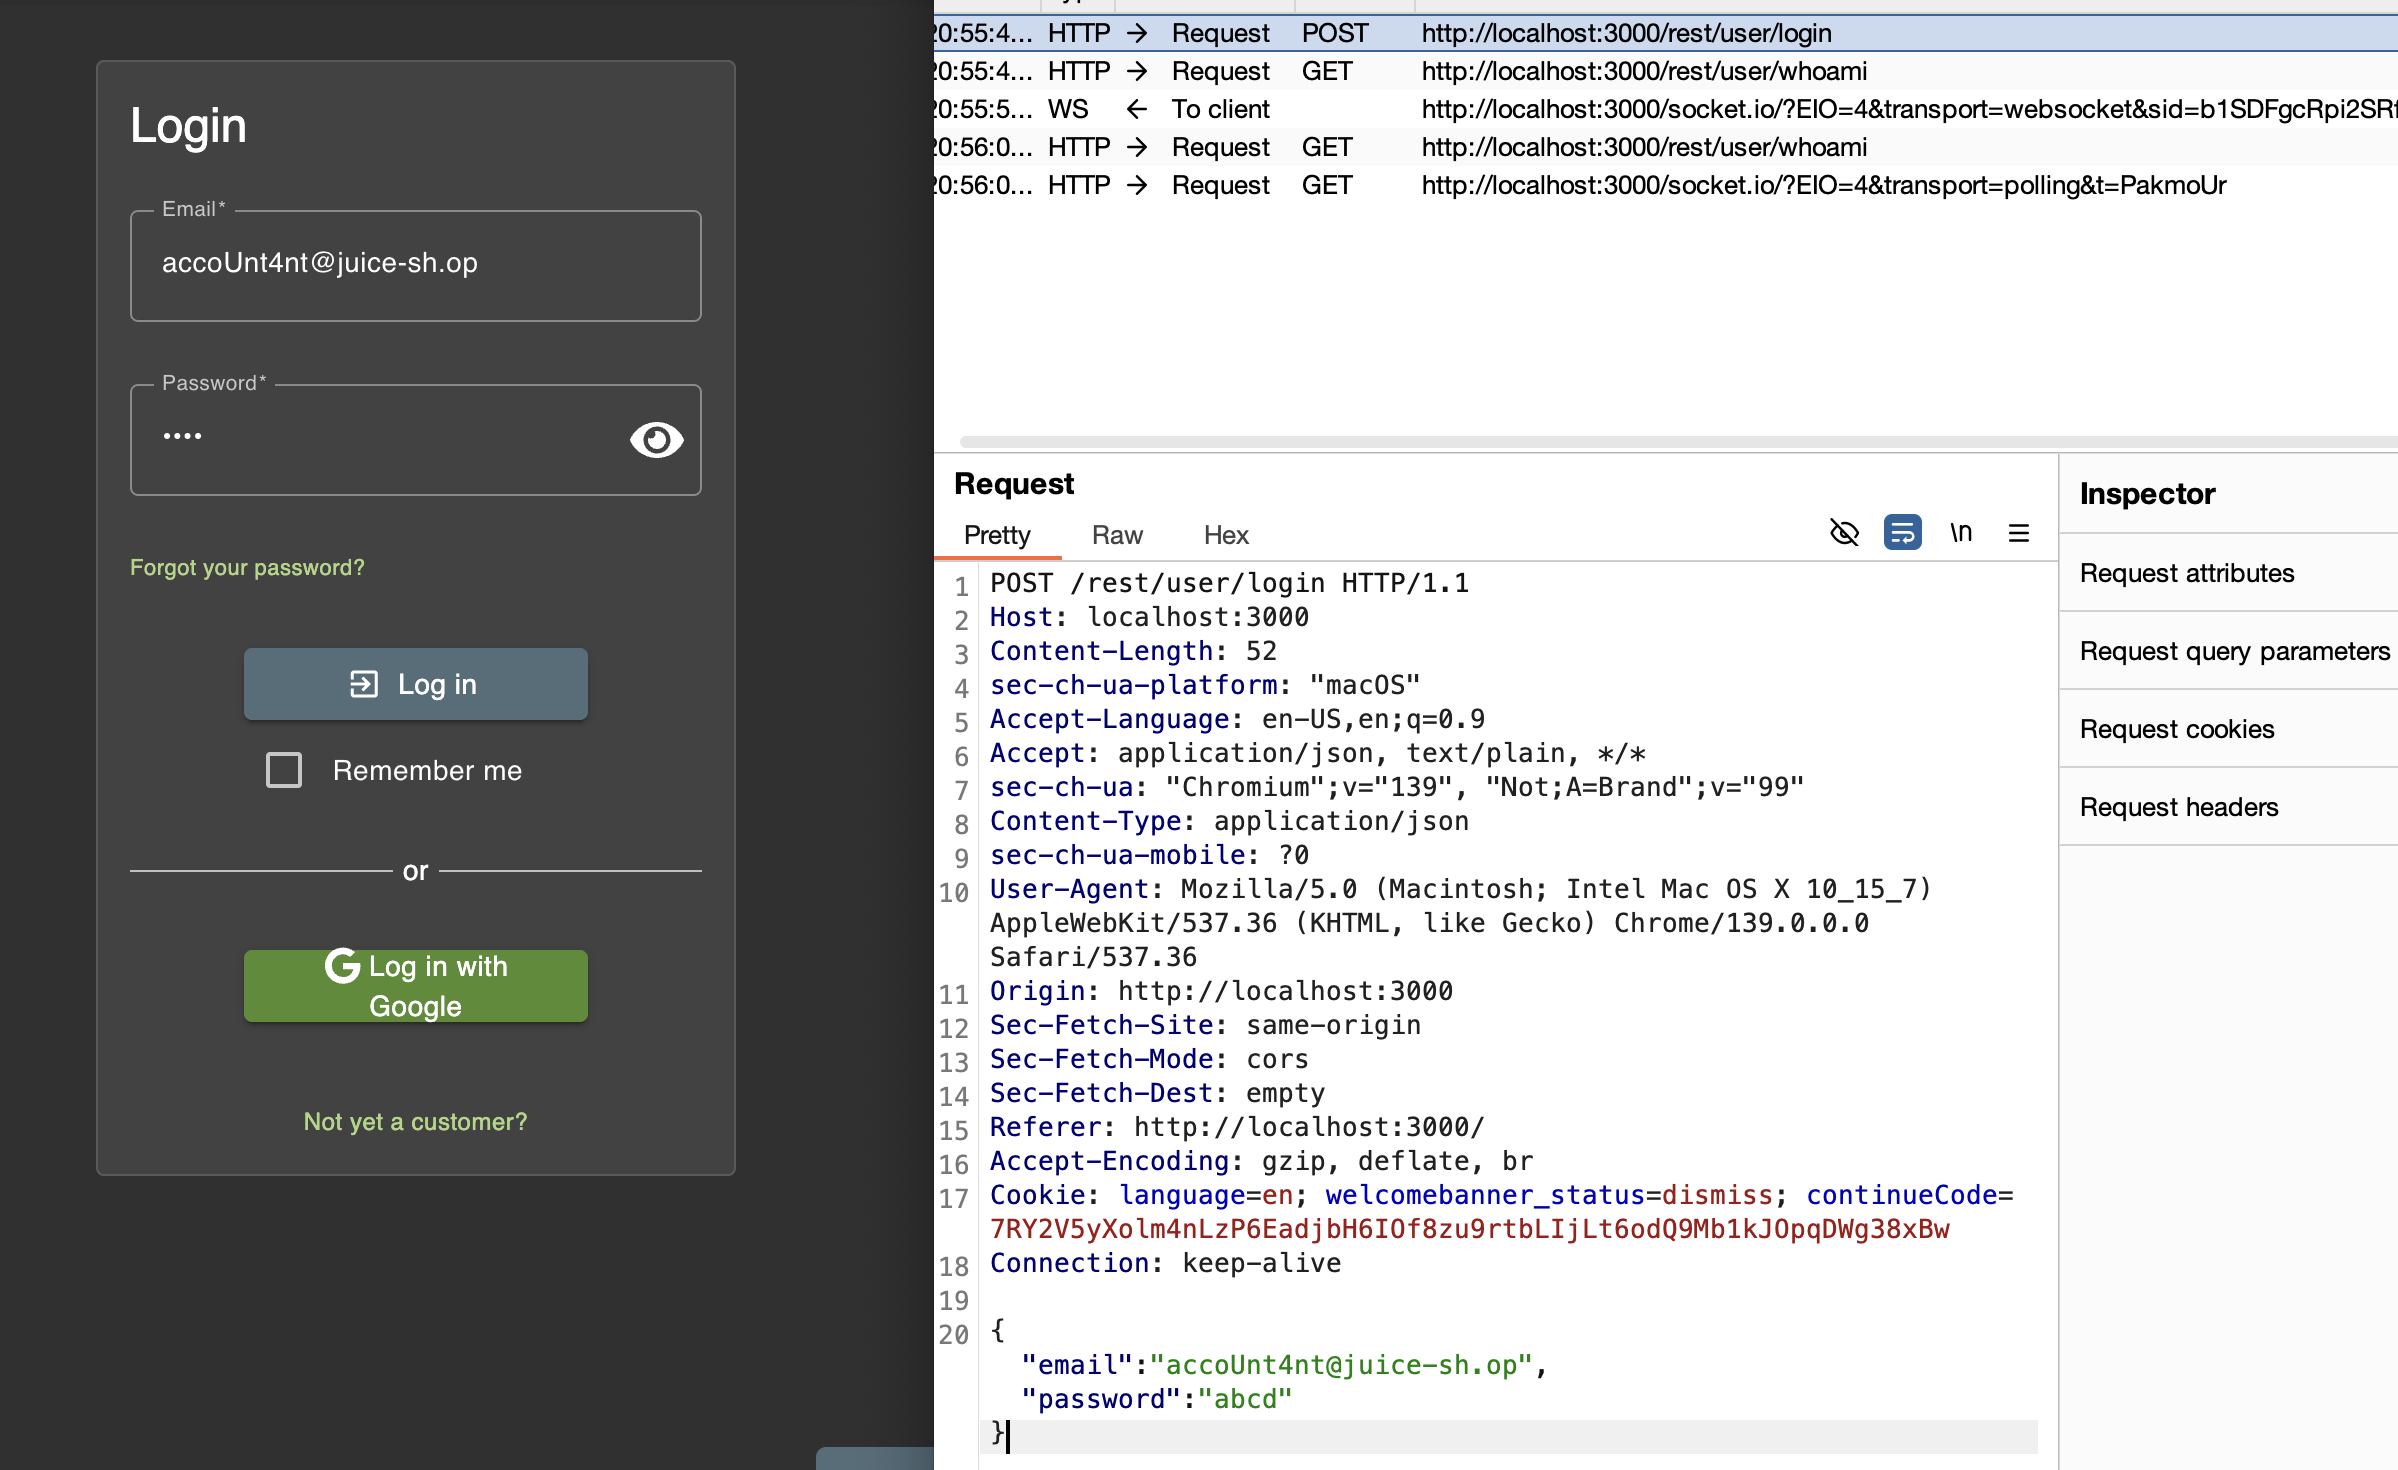 Login
Email*
accoUnt4nt@juice-sh.op
Password*
••••
Forgot your password?
Log in
Remember me
or
Log in with
Google
Not yet a customer?
20:55:4... HTTP → Request POST http://localhost:3000/rest/user/login
20:55:4... HTTP → Request GET http://localhost:3000/rest/user/whoami
20:55:5... WS ← To client http://localhost:3000/socket.io/?EIO=4&transport=websocket&sid=b1SDFgcRpi2SRf
20:56:0... HTTP → Request GET http://localhost:3000/rest/user/whoami
20:56:0... HTTP → Request GET http://localhost:3000/socket.io/?EIO=4&transport=polling&t=PakmoUr
Request
Pretty Raw Hex \n
1 POST /rest/user/login HTTP/1.1
2 Host: localhost:3000
3 Content-Length: 52
4 sec-ch-ua-platform: "macOS"
5 Accept-Language: en-US,en;q=0.9
6 Accept: application/json, text/plain, */*
7 sec-ch-ua: "Chromium";v="139", "Not;A=Brand";v="99"
8 Content-Type: application/json
9 sec-ch-ua-mobile: ?0
10 User-Agent: Mozilla/5.0 (Macintosh; Intel Mac OS X 10_15_7)
AppleWebKit/537.36 (KHTML, like Gecko) Chrome/139.0.0.0
Safari/537.36
11 Origin: http://localhost:3000
12 Sec-Fetch-Site: same-origin
13 Sec-Fetch-Mode: cors
14 Sec-Fetch-Dest: empty
15 Referer: http://localhost:3000/
16 Accept-Encoding: gzip, deflate, br
17 Cookie: language=en; welcomebanner_status=dismiss; continueCode=
7RY2V5yXolm4nLzP6EadjbH6IOf8zu9rtbLIjLt6odQ9Mb1kJOpqDWg38xBw
18 Connection: keep-alive
19
20 {
"email":"accoUnt4nt@juice-sh.op",
"password":"abcd"
}
Inspector
Request attributes
Request query parameters
Request cookies
Request headers